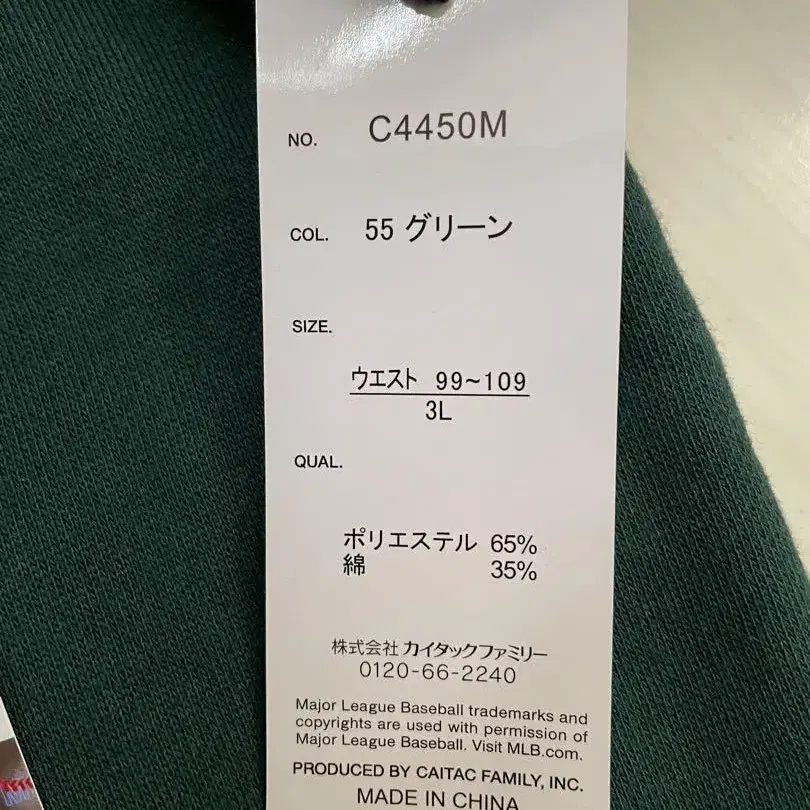 NO. C4450M
COL. 55 グリーン
SIZE.
ウエスト 99~109
3L
QUAL.
ポリエステル 65%
綿 35%
株式会社 カイタックファミリー
0120-66-2240
Major League Baseball trademarks and
copyrights are used with permission of
Major League Baseball. Visit MLB.com.
PRODUCED BY CAITAC FAMILY, INC.
MADE IN CHINA